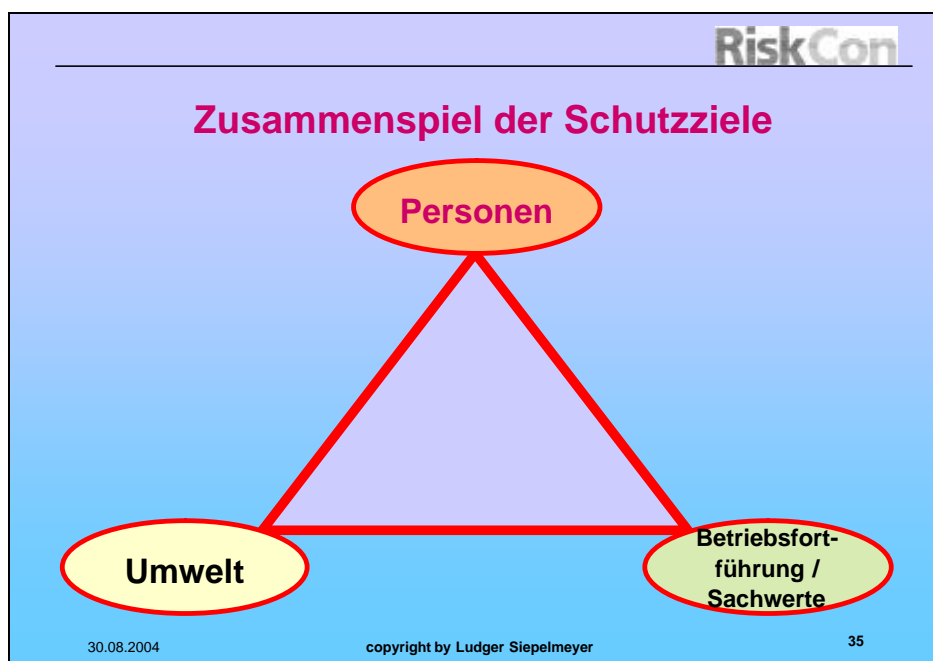 RiskCon
Zusammenspiel der Schutzziele
Personen
Umwelt
Betriebsfort-
führung /
Sachwerte
30.08.2004
copyright by Ludger Siepelmeyer
35